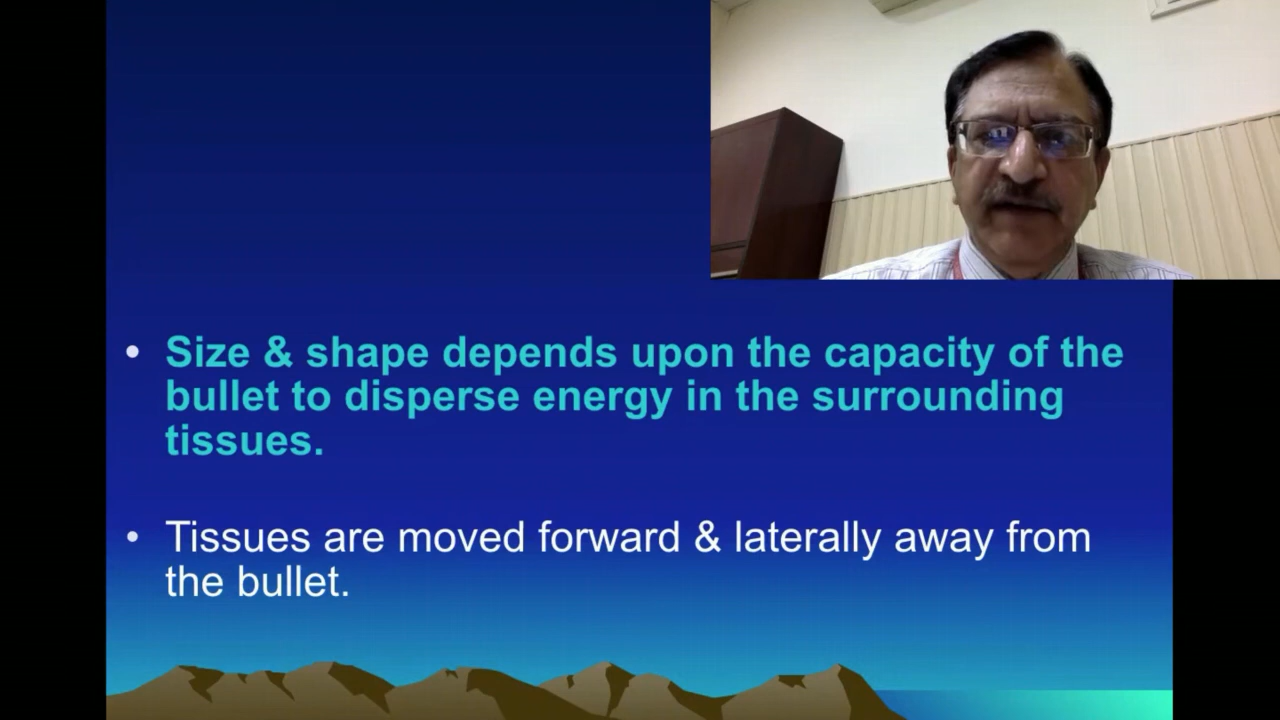 • Size & shape depends upon the capacity of the
bullet to disperse energy in the surrounding
tissues.
• Tissues are moved forward & laterally away from
the bullet.